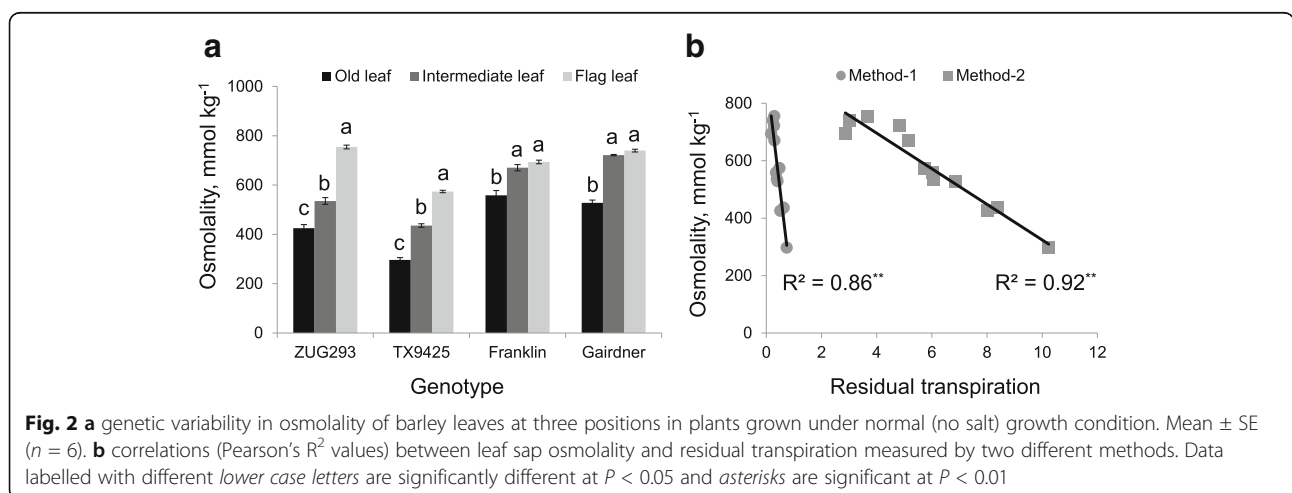 a
Old leaf Intermediate leaf Flag leaf
Osmolality, mmol kg⁻¹
1000
800
600
400
200
0
c b a
c b a
b a a
b a a
ZUG293 TX9425 Franklin Gairdner
Genotype
b
Method-1 Method-2
Osmolality, mmol kg⁻¹
800
600
400
200
0
R² = 0.86**
R² = 0.92**
0 2 4 6 8 10 12
Residual transpiration
Fig. 2 a genetic variability in osmolality of barley leaves at three positions in plants grown under normal (no salt) growth condition. Mean ± SE
(n = 6). b correlations (Pearson's R² values) between leaf sap osmolality and residual transpiration measured by two different methods. Data
labelled with different lower case letters are significantly different at P < 0.05 and asterisks are significant at P < 0.01